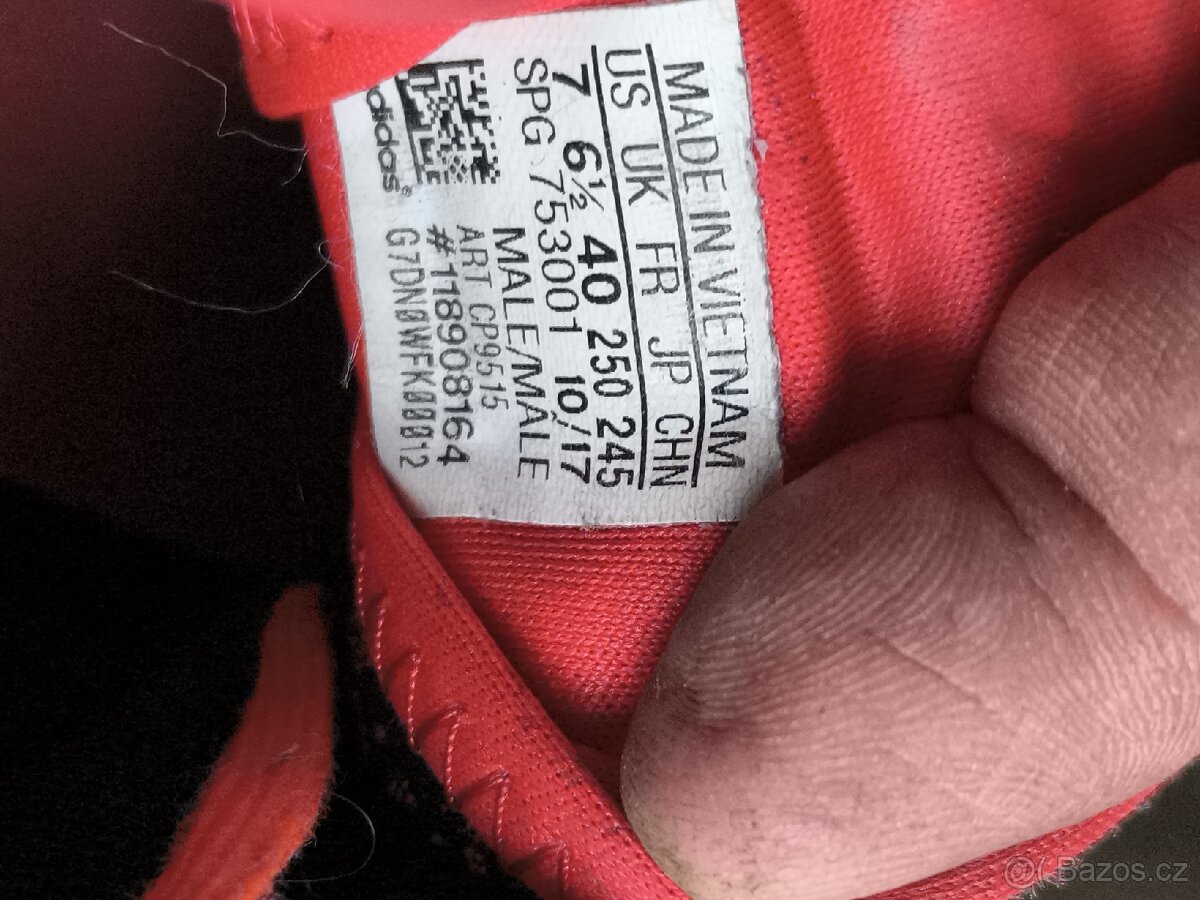 MADE IN VIETNAM
US UK FR JP CHN
7 6½ 40 250 245
SPG 753001 10/17
MALE/MALE
ART CP9515
#118908164
G7DN0WFK00012
adidas®
@( Bazos.cz